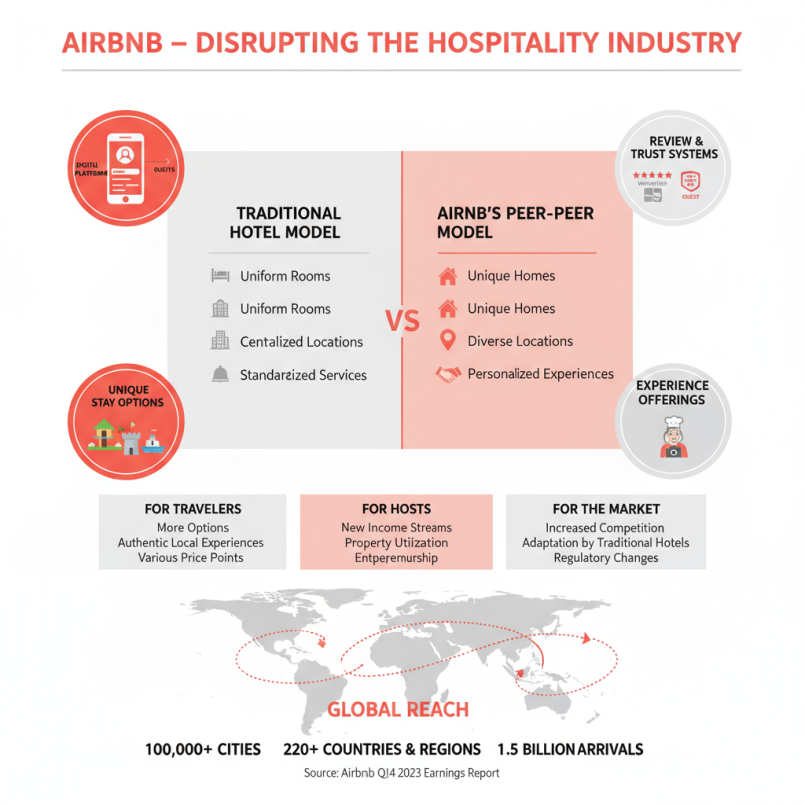 AIRBNB – DISRUPTING THE HOSPITALITY INDUSTRY
GUESTS
REVIEW &
TRUST SYSTEMS
GUEST
TRADITIONAL
HOTEL MODEL
Uniform Rooms
Uniform Rooms
Centalized Locations
Standarzized Services
VS
AIRNB'S PEER-PEER
MODEL
Unique Homes
Unique Homes
Diverse Locations
Personalized Experiences
UNIQUE
STAY OPTIONS
EXPERIENCE
OFFERINGS
FOR TRAVELERS
More Options
Authentic Local Experiences
Various Price Points
FOR HOSTS
New Income Streams
Property Utiization
Entperemurship
FOR THE MARKET
Increased Competition
Adaptation by Traditional Hotels
Regulatory Changes
GLOBAL REACH
100,000+ CITIES
220+ COUNTRIES & REGIONS
1.5 BILLION ARRIVALS
Source: Airbnb Q|4 2023 Earnings Report